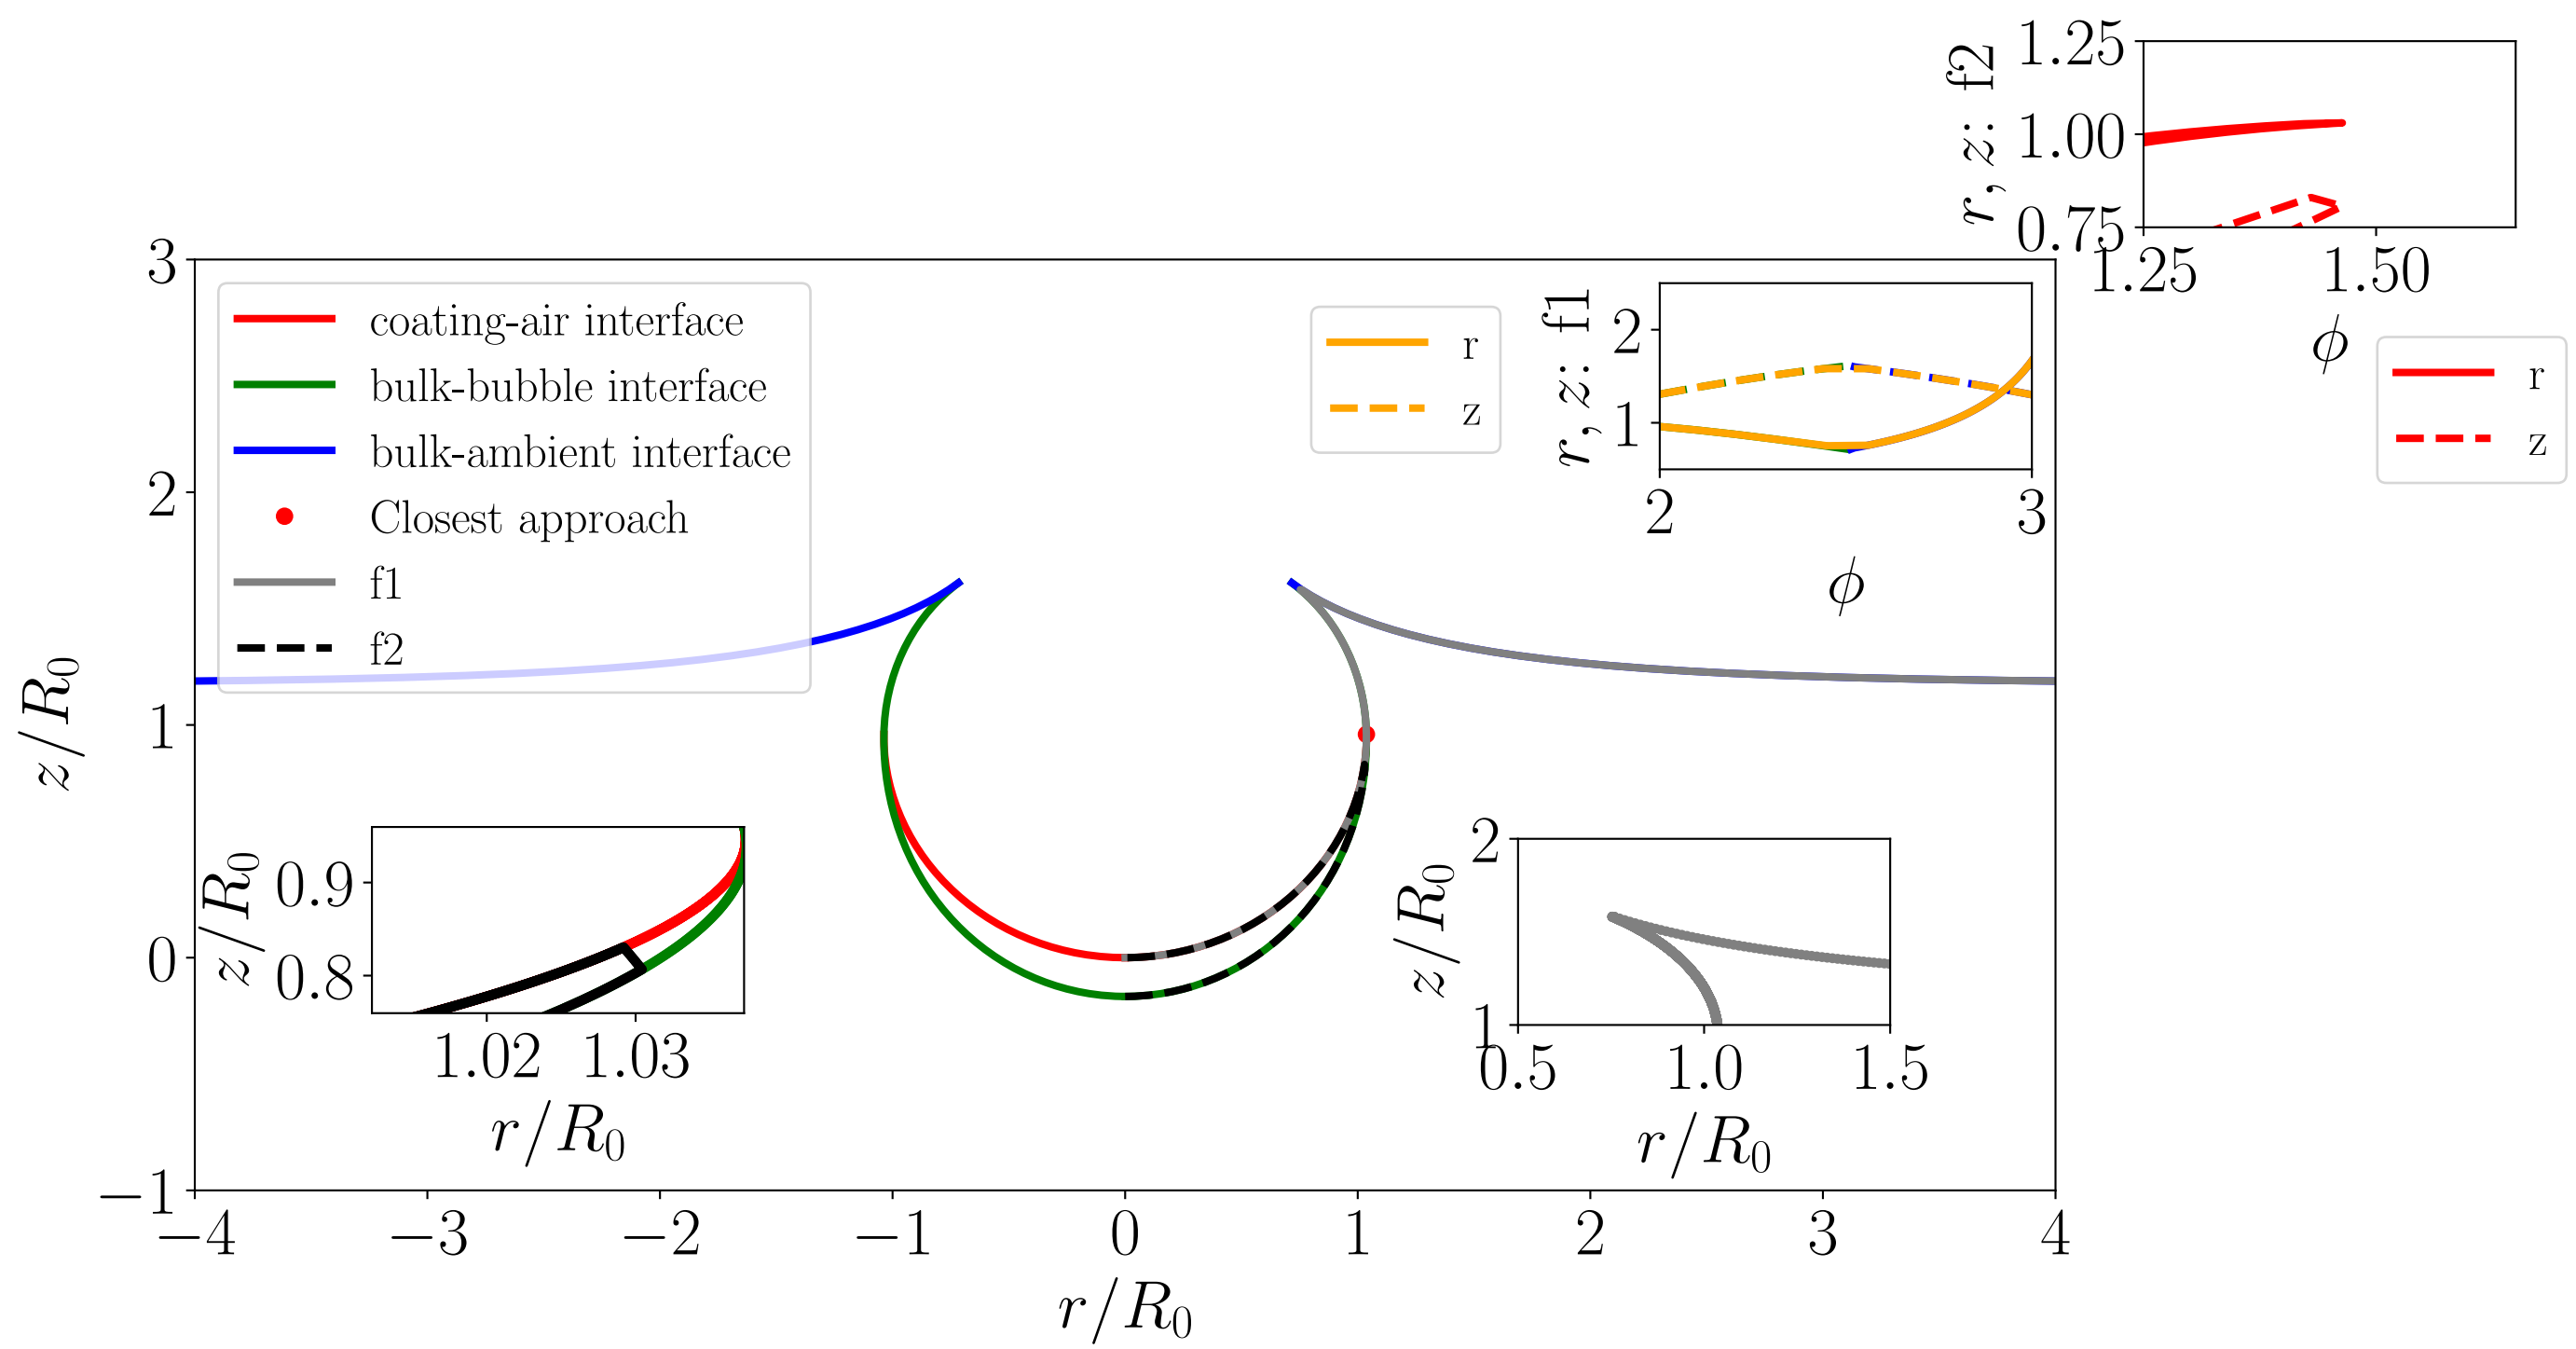 r, z: f2
1.25
1.00
0.75
1.25
1.50
ϕ
r
z
3
2
1
0
−1
z/R₀
coating-air interface
bulk-bubble interface
bulk-ambient interface
Closest approach
f1
f2
r
z
r, z: f1
2
1
2
3
ϕ
z/R₀
0.9
0.8
1.02
1.03
r/R₀
z/R₀
2
1
0.5
1.0
1.5
r/R₀
−4
−3
−2
−1
0
1
2
3
4
r/R₀